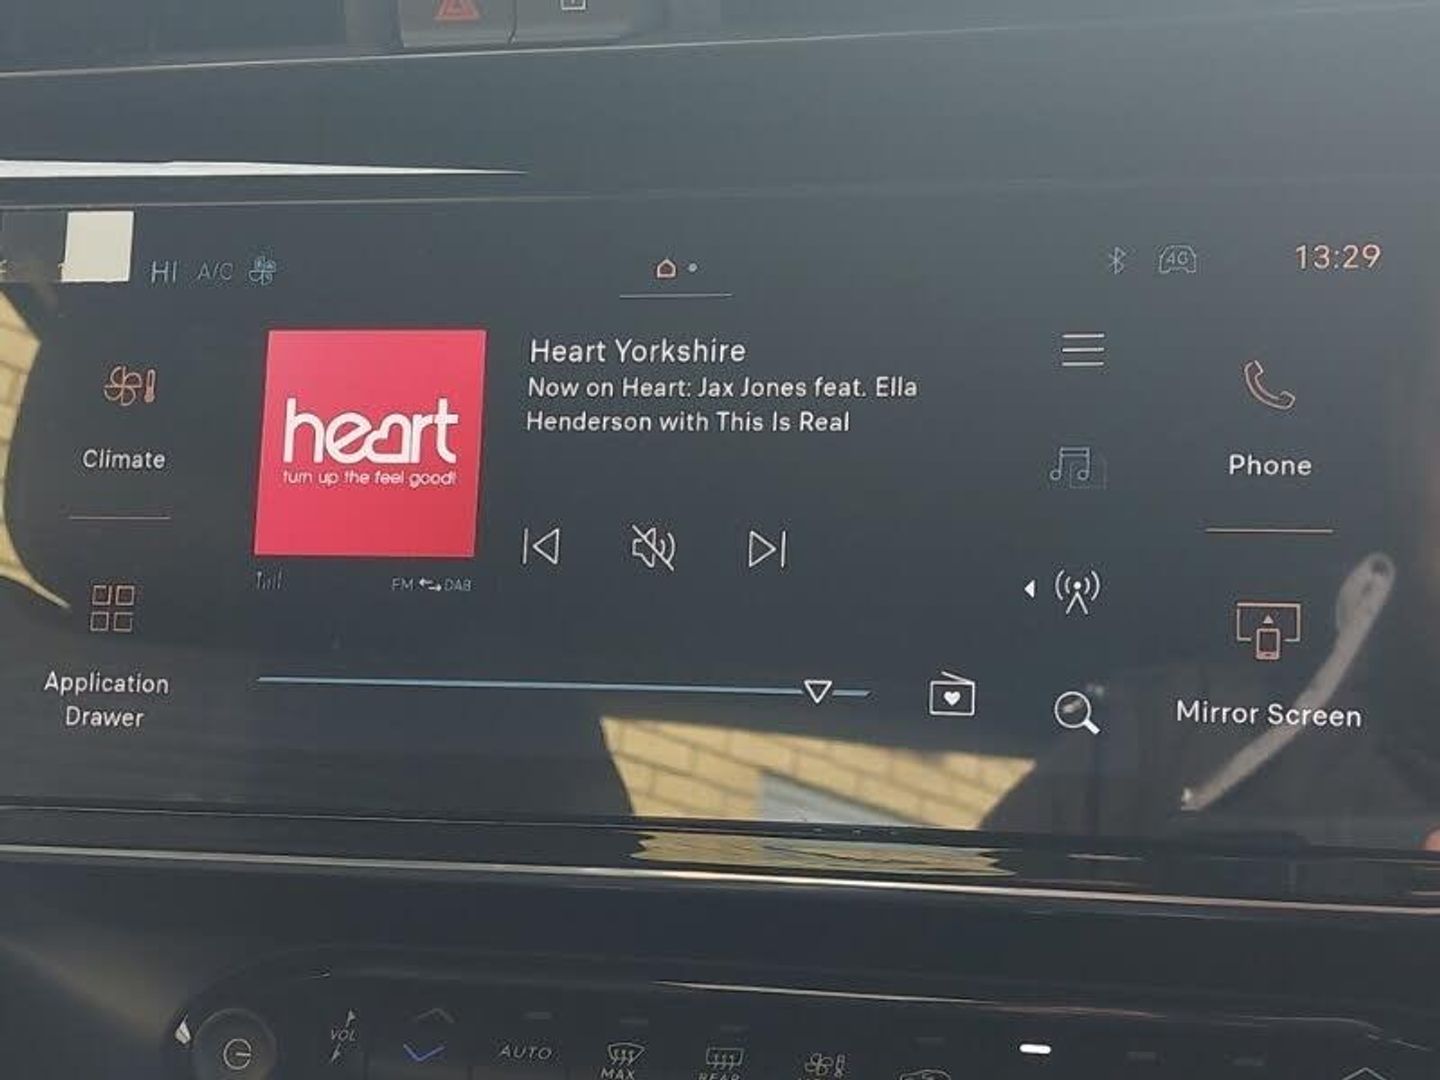 HI A/C
4G
13:29
Climate
heart
turn up the feel good!
Heart Yorkshire
Now on Heart: Jax Jones feat. Ella
Henderson with This Is Real
Phone
FM DAB
Application
Drawer
Mirror Screen
VOL
AUTO
MAX
REAR